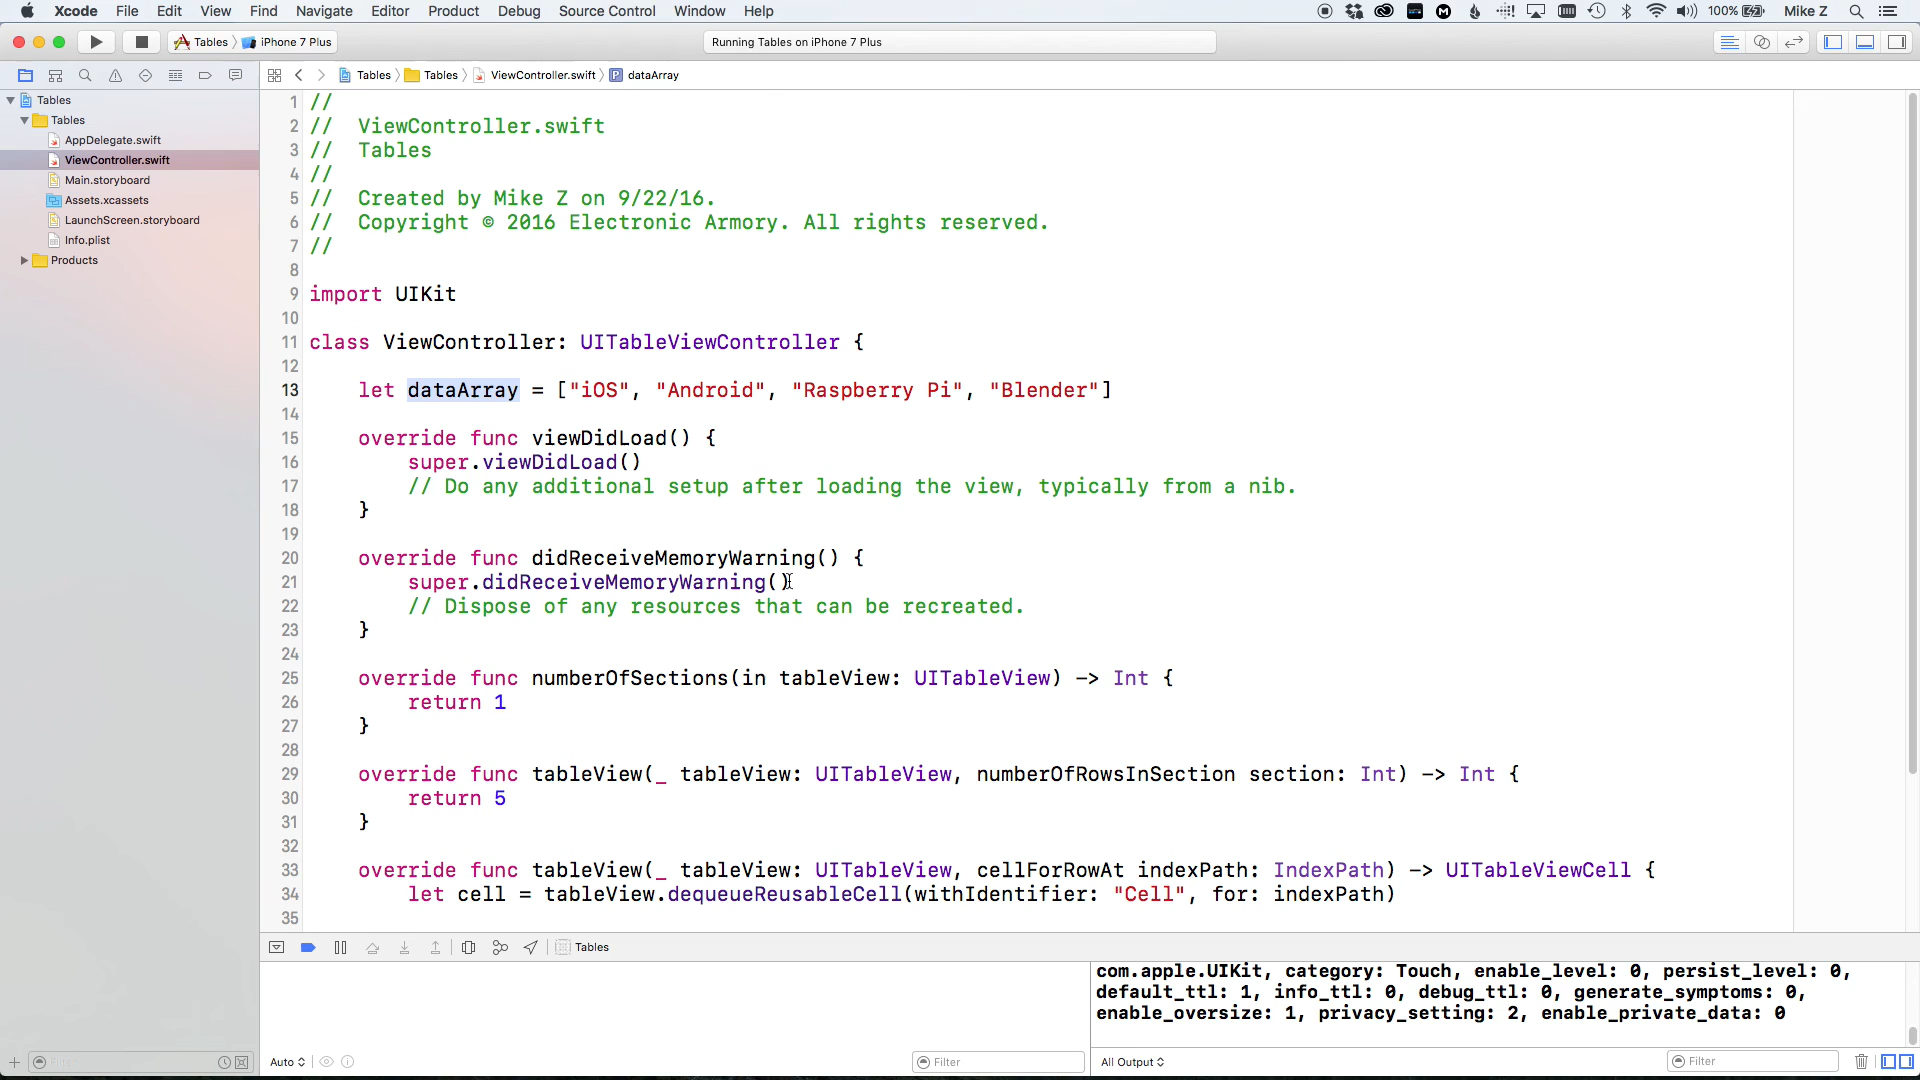 Xcode File Edit View Find Navigate Editor Product Debug Source Control Window Help 100% Mike Z
Tables iPhone 7 Plus Running Tables on iPhone 7 Plus
Tables Tables ViewController.swift dataArray
Tables
Tables
AppDelegate.swift
ViewController.swift
Main.storyboard
Assets.xcassets
LaunchScreen.storyboard
Info.plist
Products
1 //
2 // ViewController.swift
3 // Tables
4 //
5 // Created by Mike Z on 9/22/16.
6 // Copyright © 2016 Electronic Armory. All rights reserved.
7 //
8
9 import UIKit
10
11 class ViewController: UITableViewController {
12
13 let dataArray = ["iOS", "Android", "Raspberry Pi", "Blender"]
14
15 override func viewDidLoad() {
16 super.viewDidLoad()
17 // Do any additional setup after loading the view, typically from a nib.
18 }
19
20 override func didReceiveMemoryWarning() {
21 super.didReceiveMemoryWarning()
22 // Dispose of any resources that can be recreated.
23 }
24
25 override func numberOfSections(in tableView: UITableView) -> Int {
26 return 1
27 }
28
29 override func tableView(_ tableView: UITableView, numberOfRowsInSection section: Int) -> Int {
30 return 5
31 }
32
33 override func tableView(_ tableView: UITableView, cellForRowAt indexPath: IndexPath) -> UITableViewCell {
34 let cell = tableView.dequeueReusableCell(withIdentifier: "Cell", for: indexPath)
35
Tables
com.apple.UIKit, category: Touch, enable_level: 0, persist_level: 0,
default_ttl: 1, info_ttl: 0, debug_ttl: 0, generate_symptoms: 0,
enable_oversize: 1, privacy_setting: 2, enable_private_data: 0
Filter Auto Filter All Output Filter